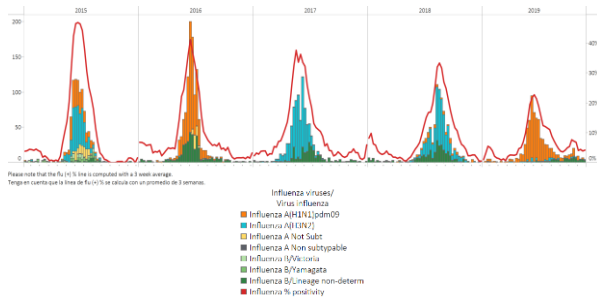 2015 2016 2017 2018 2019
200
150
100
50
0
40%
30%
20%
10%
0%
Please note that the flu (+) % line is computed with a 3 week average.
Tenga en cuenta que la línea de flu (+) % se calcula con un promedio de 3 semanas.
Influenza viruses/
Virus influenza
Influenza A(H1N1)pdm09
Influenza A(H3N2)
Influenza A Not Subt
Influenza A Non subtypable
Influenza B/Victoria
Influenza B/Yamagata
Influenza B/Lineage non-determ
Influenza % positivity